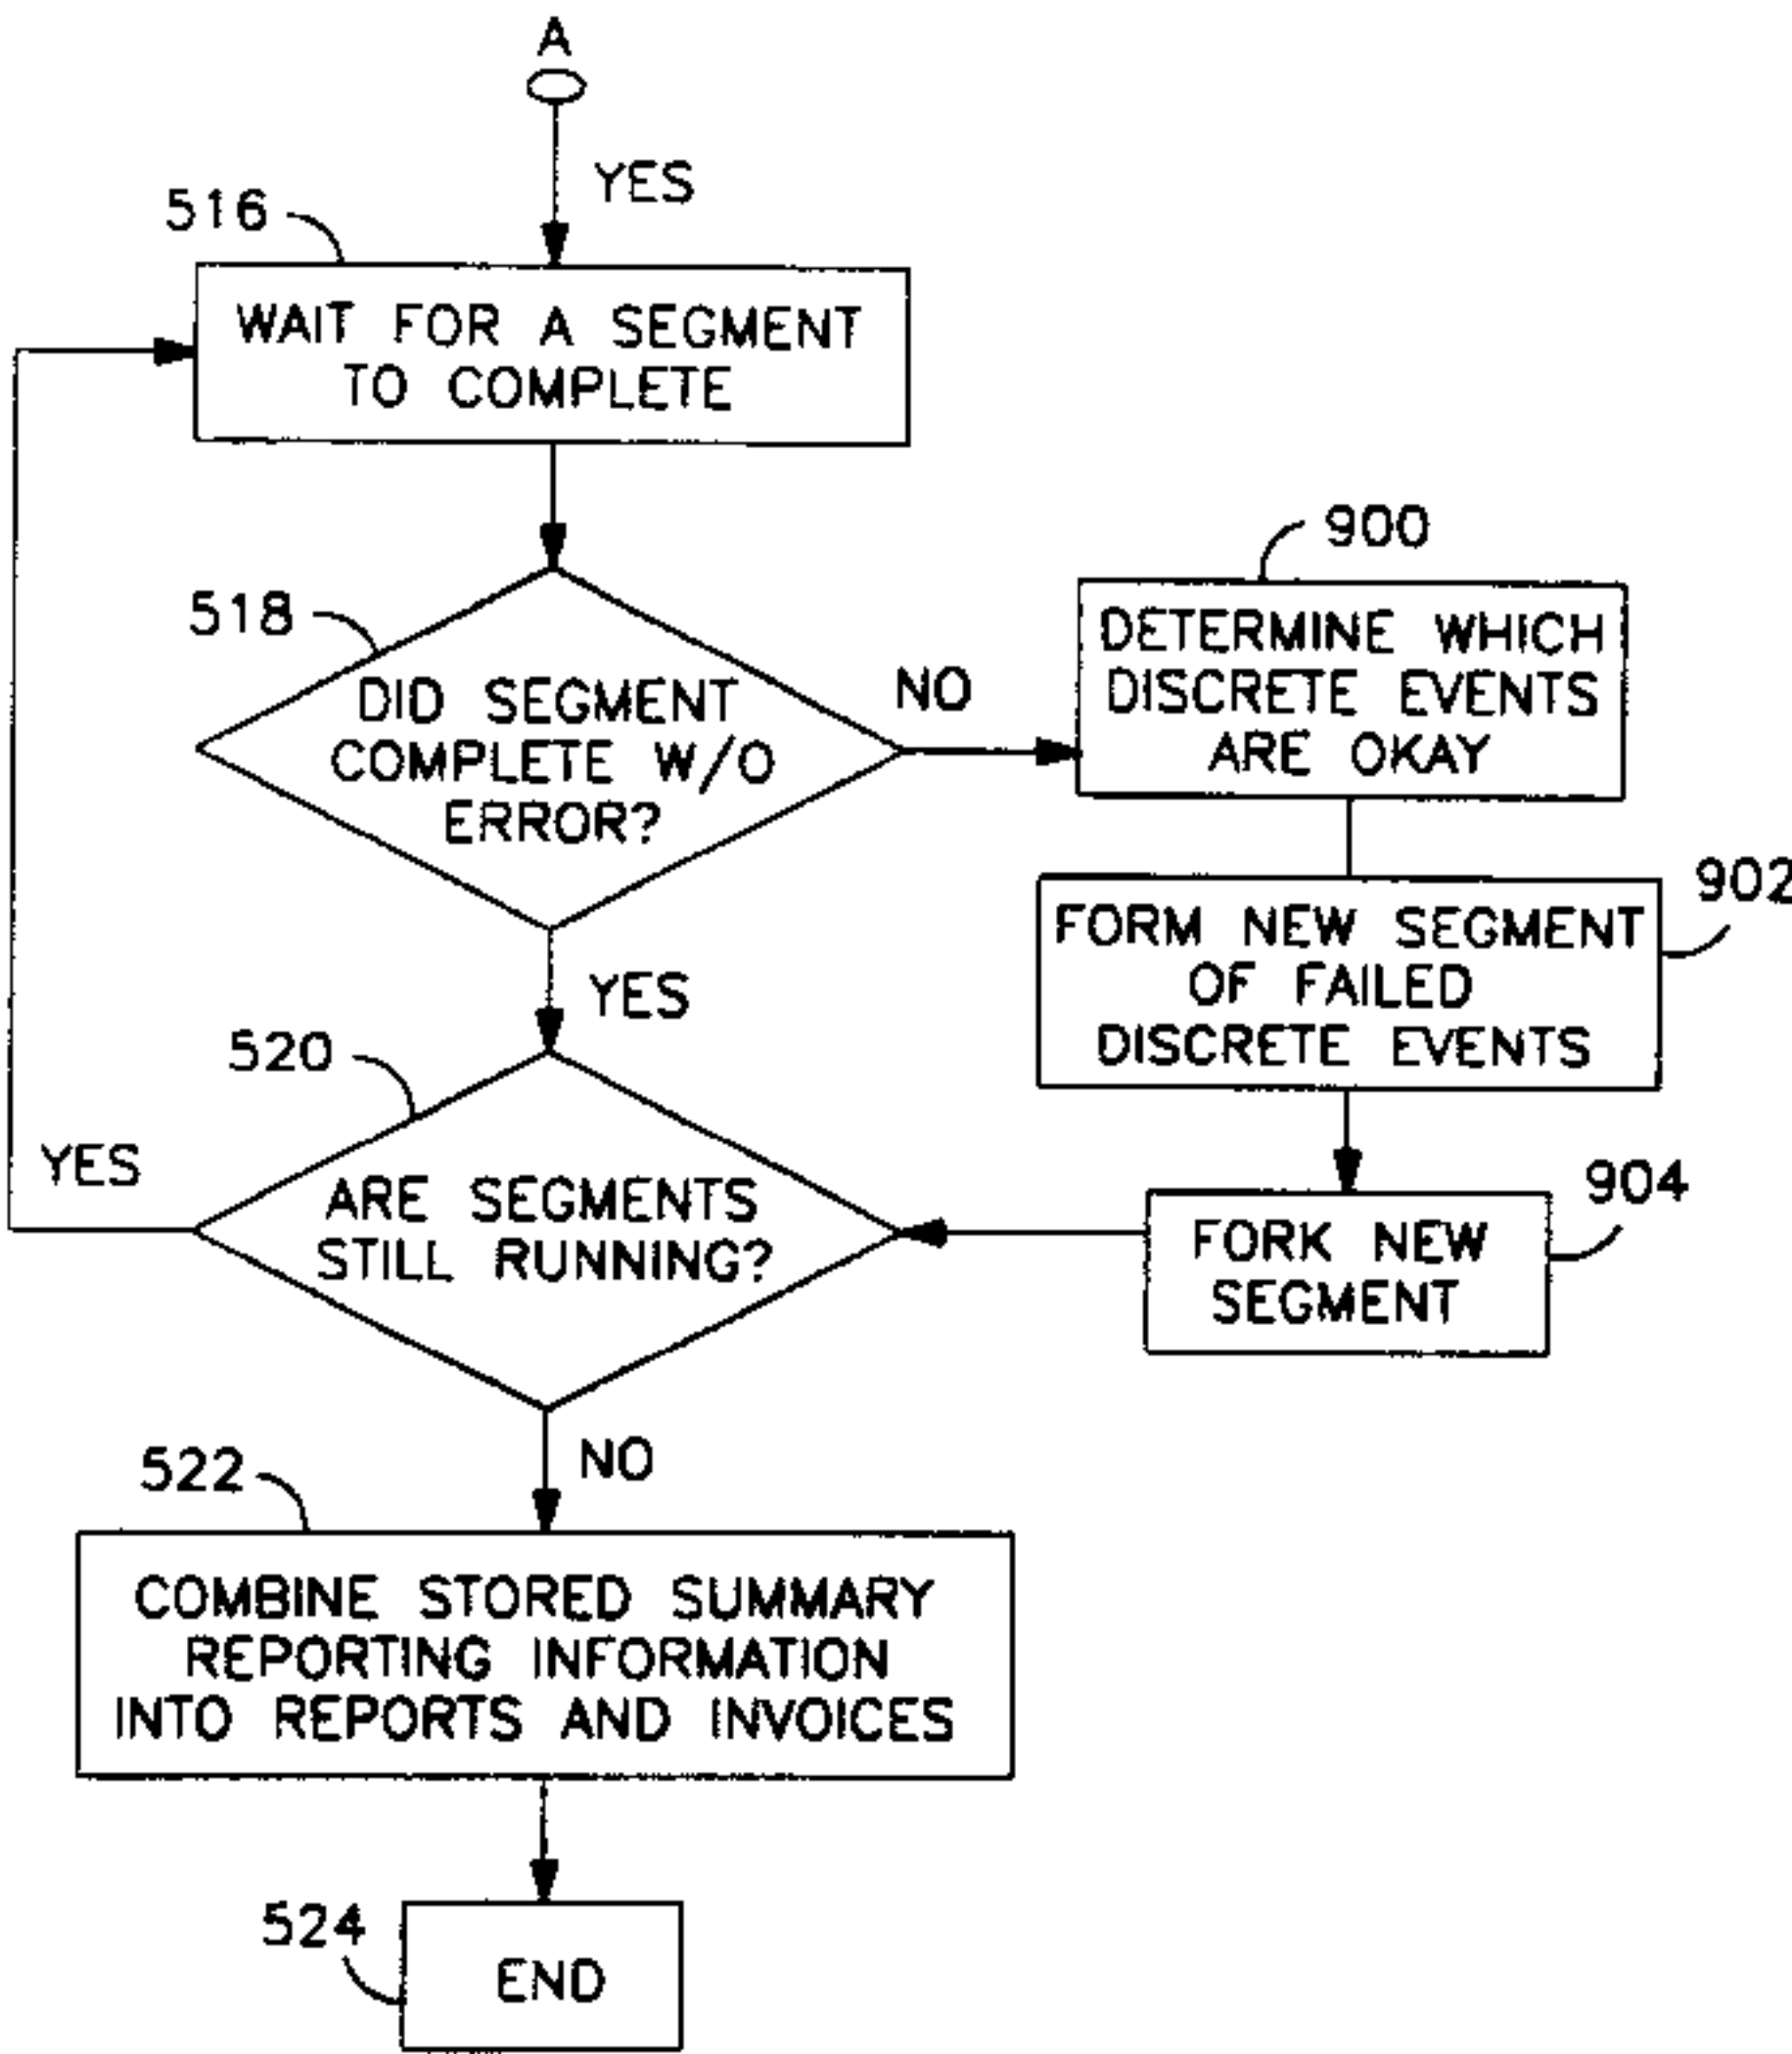 A
YES
516
WAIT FOR A SEGMENT
TO COMPLETE
518
DID SEGMENT
COMPLETE W/O
ERROR?
NO
900
DETERMINE WHICH
DISCRETE EVENTS
ARE OKAY
902
FORM NEW SEGMENT
OF FAILED
DISCRETE EVENTS
YES
520
YES
ARE SEGMENTS
STILL RUNNING?
904
FORK NEW
SEGMENT
NO
522
COMBINE STORED SUMMARY
REPORTING INFORMATION
INTO REPORTS AND INVOICES
524
END